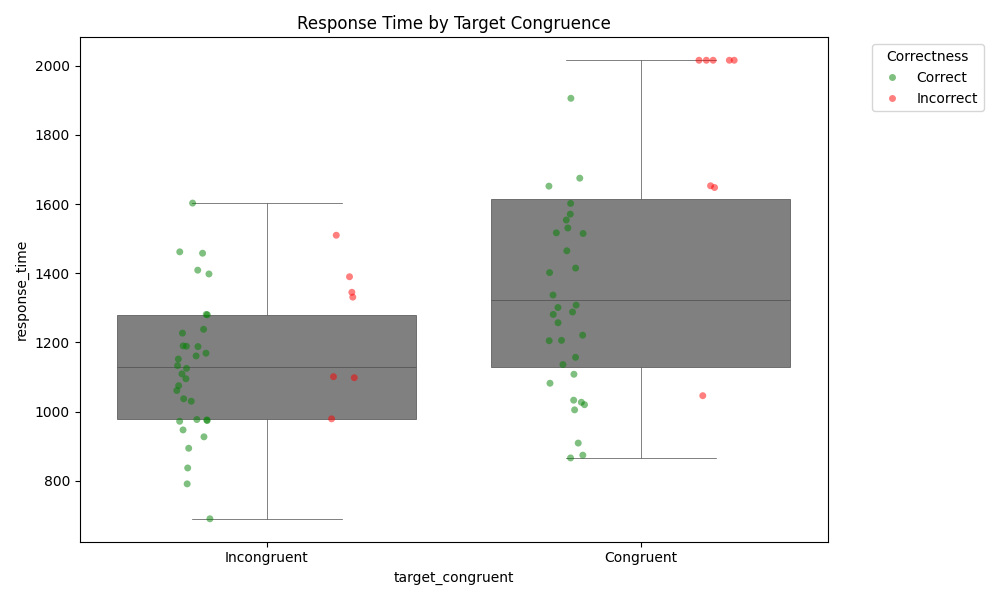 Response Time by Target Congruence
Correctness
Correct
Incorrect
response_time
2000
1800
1600
1400
1200
1000
800
Incongruent
Congruent
target_congruent